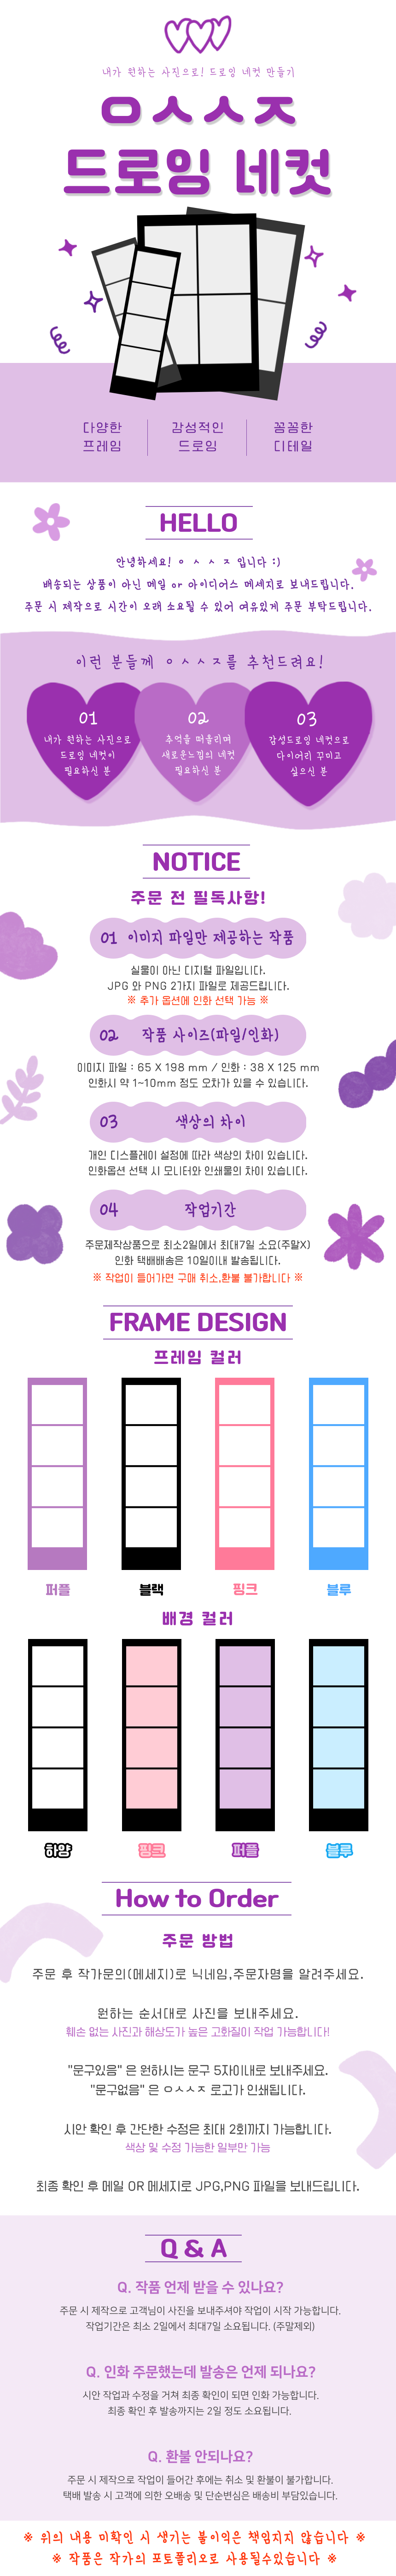 내가 원하는 사진으로! 드로잉 네컷 만들기
ㅇㅅㅅㅈ
드로잉 네컷
다양한 프레임
감성적인 드로잉
꼼꼼한 디테일
HELLO
안녕하세요! ㅇ ㅅ ㅅ ㅈ 입니다 :)
배송되는 상품이 아닌 메일 or 아이디어스 메세지로 보내드립니다.
주문 시 제작으로 시간이 오래 소요될 수 있어 여유있게 주문 부탁드립니다.
이런 분들께 ㅇㅅㅅㅈ를 추천드려요!
01
내가 원하는 사진으로
드로잉 네컷이
필요하신 분
02
추억을 떠올리며
새로운느낌의 네컷
필요하신 분
03
감성드로잉 네컷으로
다이어리 꾸미고
싶으신 분
NOTICE
주문 전 필독사항!
01 이미지 파일만 제공하는 작품
실물이 아닌 디지털 파일입니다.
JPG 와 PNG 2가지 파일로 제공드립니다.
※ 추가 옵션에 인화 선택 가능 ※
02 작품 사이즈(파일/인화)
이미지 파일 : 65 X 198 mm / 인화 : 38 X 125 mm
인화시 약 1~10mm 정도 오차가 있을 수 있습니다.
03 색상의 차이
개인 디스플레이 설정에 따라 색상의 차이 있습니다.
인화옵션 선택 시 모니터와 인쇄물의 차이 있습니다.
04 작업기간
주문제작상품으로 최소2일에서 최대7일 소요(주말X)
인화 택배배송은 10일이내 발송됩니다.
※ 작업이 들어가면 구매 취소,환불 불가합니다 ※
FRAME DESIGN
프레임 컬러
퍼플
블랙
핑크
블루
배경 컬러
하양
핑크
퍼플
블루
How to Order
주문 방법
주문 후 작가문의(메세지)로 닉네임,주문자명을 알려주세요.
원하는 순서대로 사진을 보내주세요.
훼손 없는 사진과 해상도가 높은 고화질이 작업 가능합니다!
"문구있음" 은 원하시는 문구 5자이내로 보내주세요.
"문구없음" 은 ㅇㅅㅅㅈ 로고가 인쇄됩니다.
시안 확인 후 간단한 수정은 최대 2회까지 가능합니다.
색상 및 수정 가능한 일부만 가능
최종 확인 후 메일 OR 메세지로 JPG,PNG 파일을 보내드립니다.
Q & A
Q. 작품 언제 받을 수 있나요?
주문 시 제작으로 고객님이 사진을 보내주셔야 작업이 시작 가능합니다.
작업기간은 최소 2일에서 최대7일 소요됩니다. (주말제외)
Q. 인화 주문했는데 발송은 언제 되나요?
시안 작업과 수정을 거쳐 최종 확인이 되면 인화 가능합니다.
최종 확인 후 발송까지는 2일 정도 소요됩니다.
Q. 환불 안되나요?
주문 시 제작으로 작업이 들어간 후에는 취소 및 환불이 불가합니다.
택배 발송 시 고객에 의한 오배송 및 단순변심은 배송비 부담있습니다.
※ 위의 내용 미확인 시 생기는 불이익은 책임지지 않습니다 ※
※ 작품은 작가의 포토폴리오로 사용될수있습니다 ※